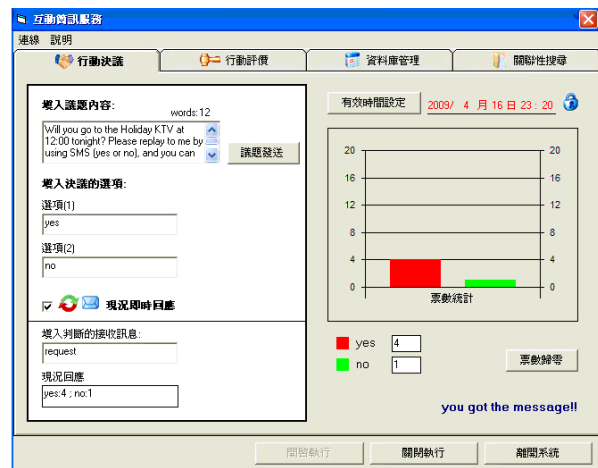 互動簡訊服務
連線 説明
行動決議 行動評價 資料庫管理 關聯性搜尋
填入議題內容:
words: 12
Will you go to the Holiday KTV at
12:00 tonight? Please replay to me by
using SMS (yes or no), and you can
議題發送
填入決議的選項:
選項(1)
yes
選項(2)
no
現況即時回應
填入判斷的接收訊息:
request
現況回應
yes:4 ; no:1
有效時間設定 2009/ 4 月 16 日 23 : 20
20 20
16 16
12 12
8 8
4 4
0 0
票數統計
yes 4
no 1
票數歸零
you got the message!!
開啓執行 關閉執行 離開系統